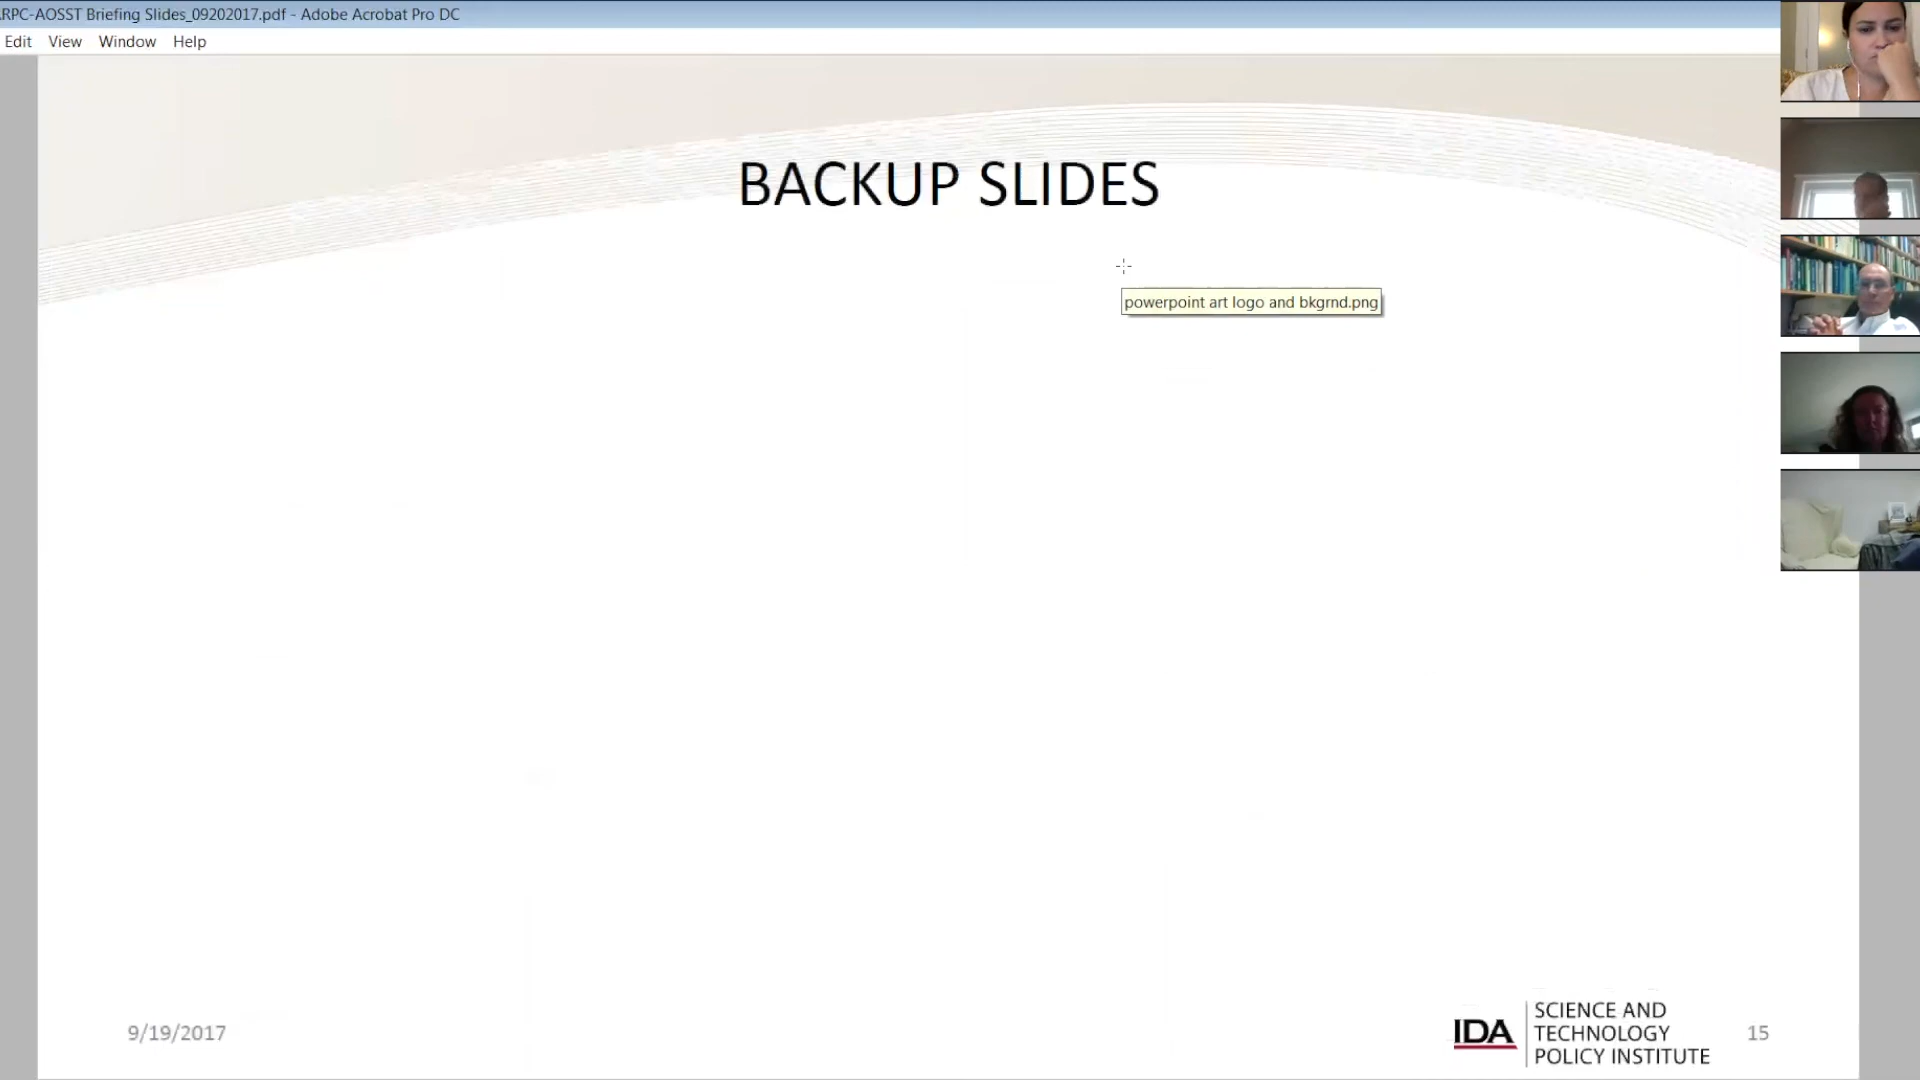 RPC-AOSST Briefing Slides_09202017.pdf - Adobe Acrobat Pro DC
Edit View Window Help
BACKUP SLIDES
powerpoint art logo and bkgrnd.png
9/19/2017
IDA
SCIENCE AND
TECHNOLOGY
POLICY INSTITUTE
15